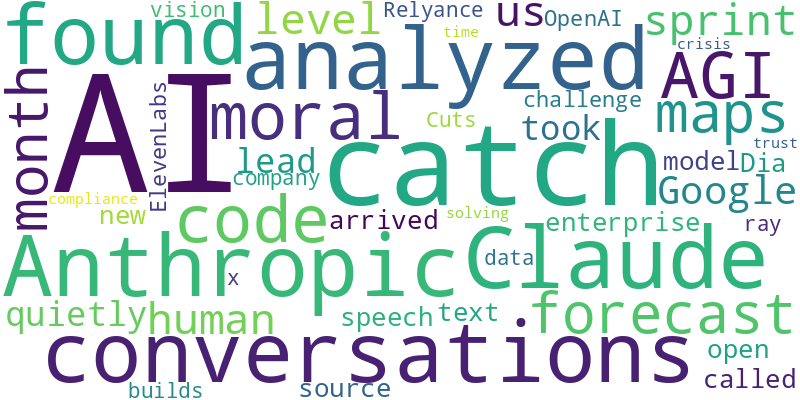 vision
Relyance
found
level
us
OpenAI
sprint
time
crisis
AI
analyzed
AGI
month
ElevenLabs
moral
challenge
maps
Cuts
took
trust
catch
lead
model
Dia
company
Google
compliance
new
code
arrived
solving
enterprise
ray
Anthropic
Claude
data
x
quietly
human
speech
text
forecast
conversations
open
called
builds
source